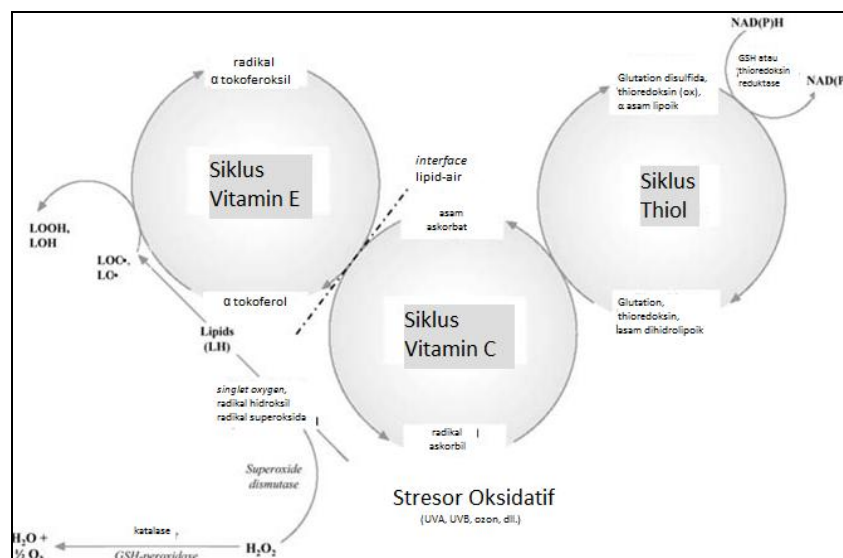 NAD(P)H
radikal
α tokoferoksil
GSH atau
thioredoksin
reduktase
NAD(P
Glutation disulfida,
thioredoksin (ox),
α asam lipoik
interface
lipid-air
Siklus
Vitamin E
Siklus
Thiol
asam
askorbat
LOOH,
LOH
LOO•,
LO•
α tokoferol
Glutation,
thioredoksin,
asam dihidrolipoik
Lipids
(LH)
Siklus
Vitamin C
singlet oxygen,
radikal hidroksil
radikal superoksida
radikal
askorbil
Superoxide
dismutase
Stresor Oksidatif
(UVA, UVB, ozon, dll.)
katalase
H₂O +
½ O₂
H₂O₂
GSH-peroxidase